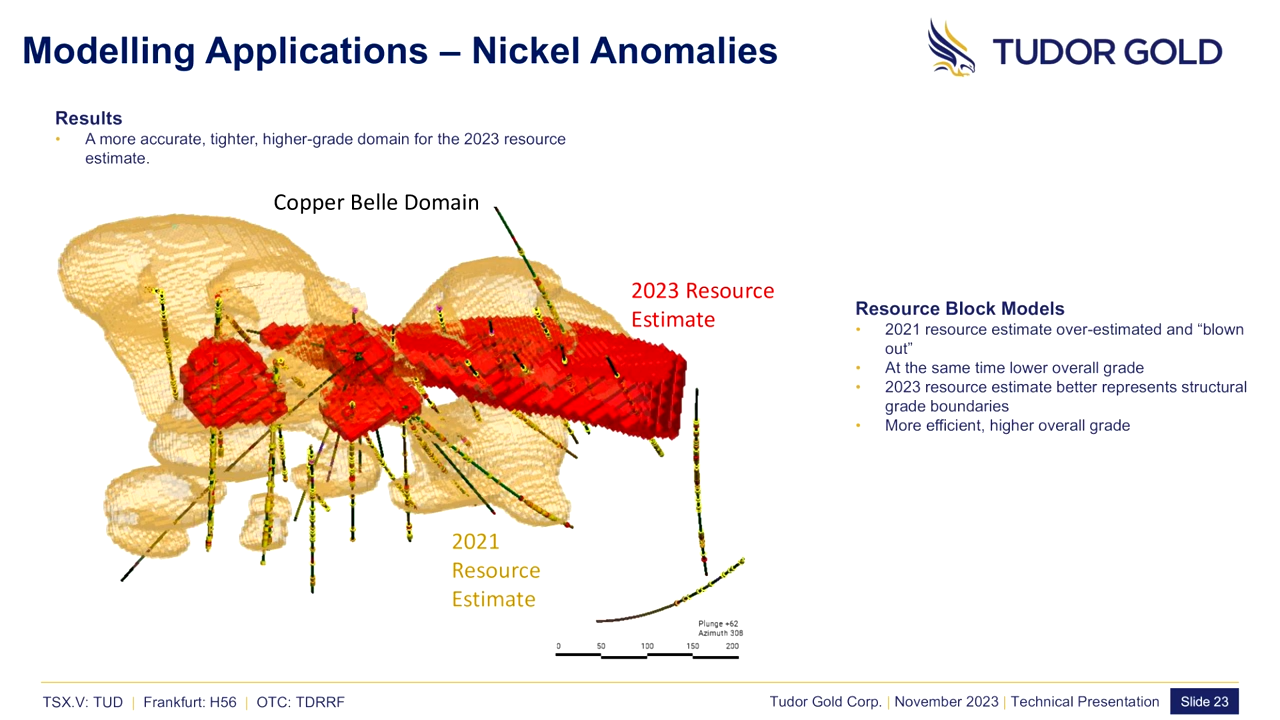 Modelling Applications – Nickel Anomalies
TUDOR GOLD
Results
• A more accurate, tighter, higher-grade domain for the 2023 resource
estimate.
Copper Belle Domain
2023 Resource
Estimate
Resource Block Models
• 2021 resource estimate over-estimated and “blown
out”
• At the same time lower overall grade
• 2023 resource estimate better represents structural
grade boundaries
• More efficient, higher overall grade
2021
Resource
Estimate
Plunge +62
Azimuth 308
0 50 100 150 200
TSX.V: TUD | Frankfurt: H56 | OTC: TDRRF
Tudor Gold Corp. | November 2023 | Technical Presentation
Slide 23